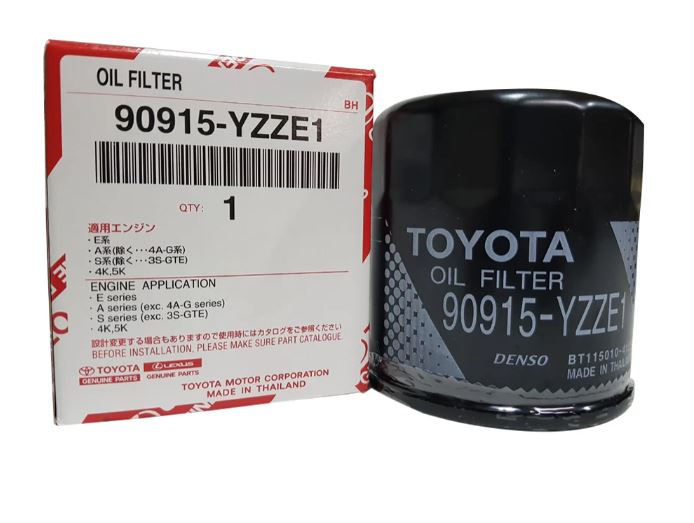 OIL FILTER
BH
90915-YZZE1
QTY: 1
適用エンジン
・E系
・A系(除く・・・4A-G系)
・S系(除く・・・3S-GTE)
・4K,5K
ENGINE APPLICATION
・E series
・A series (exc. 4A-G series)
・S series (exc. 3S-GTE)
・4K,5K
設計変更する場合もありますので使用時にはカタログをご参照ください
BEFORE INSTALLATION, PLEASE MAKE SURE PART CATALOGUE.
TOYOTA
GENUINE PARTS
LEXUS
GENUINE PARTS
TOYOTA MOTOR CORPORATION
MADE IN THAILAND
TOYOTA
OIL FILTER
90915-YZZE1
DENSO
BT115010-
MADE IN